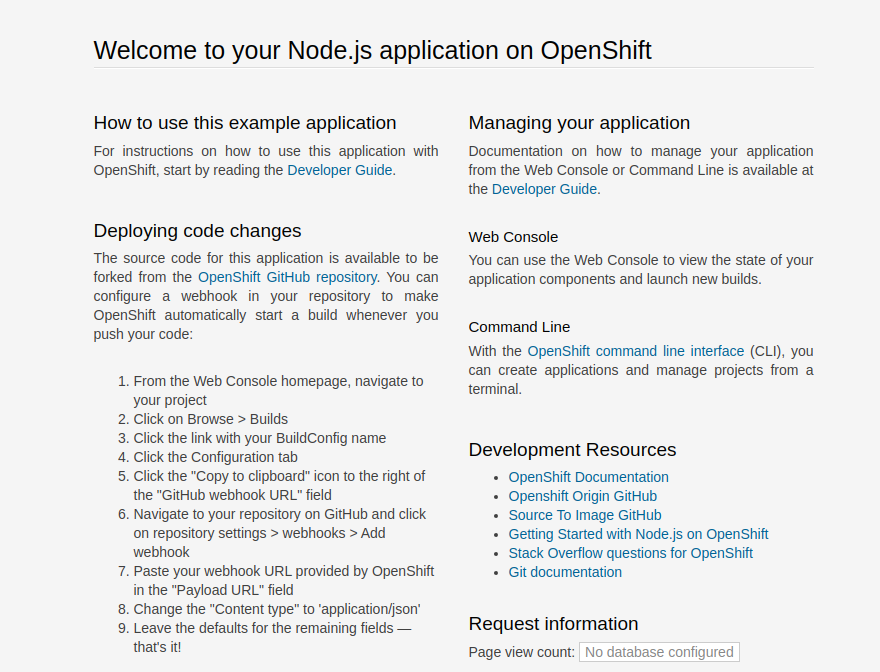 Welcome to your Node.js application on OpenShift
How to use this example application
For instructions on how to use this application with
OpenShift, start by reading the Developer Guide.
Deploying code changes
The source code for this application is available to be
forked from the OpenShift GitHub repository. You can
configure a webhook in your repository to make
OpenShift automatically start a build whenever you
push your code:
1. From the Web Console homepage, navigate to
your project
2. Click on Browse > Builds
3. Click the link with your BuildConfig name
4. Click the Configuration tab
5. Click the "Copy to clipboard" icon to the right of
the "GitHub webhook URL" field
6. Navigate to your repository on GitHub and click
on repository settings > webhooks > Add
webhook
7. Paste your webhook URL provided by OpenShift
in the "Payload URL" field
8. Change the "Content type" to 'application/json'
9. Leave the defaults for the remaining fields —
that's it!
Managing your application
Documentation on how to manage your application
from the Web Console or Command Line is available at
the Developer Guide.
Web Console
You can use the Web Console to view the state of your
application components and launch new builds.
Command Line
With the OpenShift command line interface (CLI), you
can create applications and manage projects from a
terminal.
Development Resources
• OpenShift Documentation
• Openshift Origin GitHub
• Source To Image GitHub
• Getting Started with Node.js on OpenShift
• Stack Overflow questions for OpenShift
• Git documentation
Request information
Page view count: No database configured